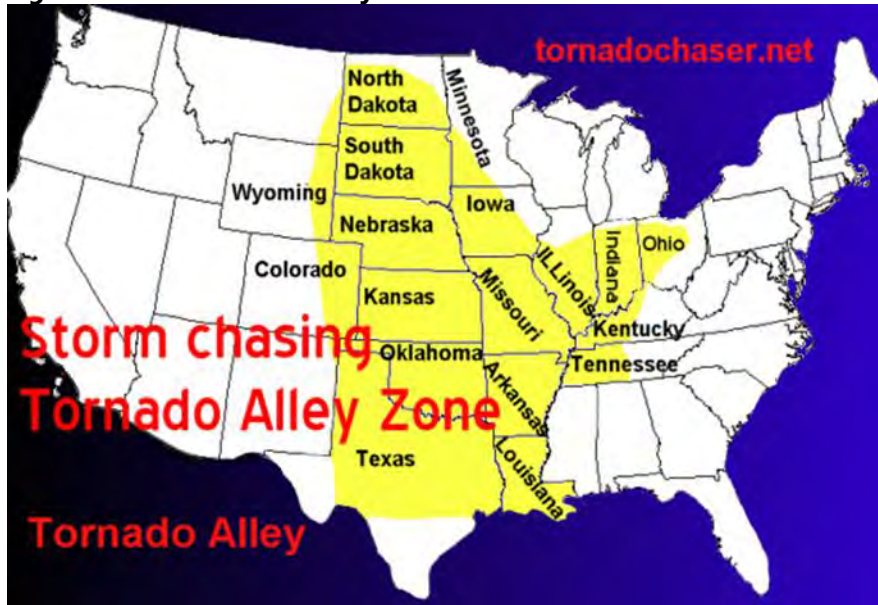 tornadochaser.net
North
Dakota
Minnesota
South
Dakota
Wyoming
Iowa
Nebraska
Ohio
Indiana
ILLinois
Colorado
Missouri
Kansas
Kentucky
Storm chasing
Oklahoma
Tennessee
Arkansas
Tornado Alley Zone
Texas
Louisiana
Tornado Alley